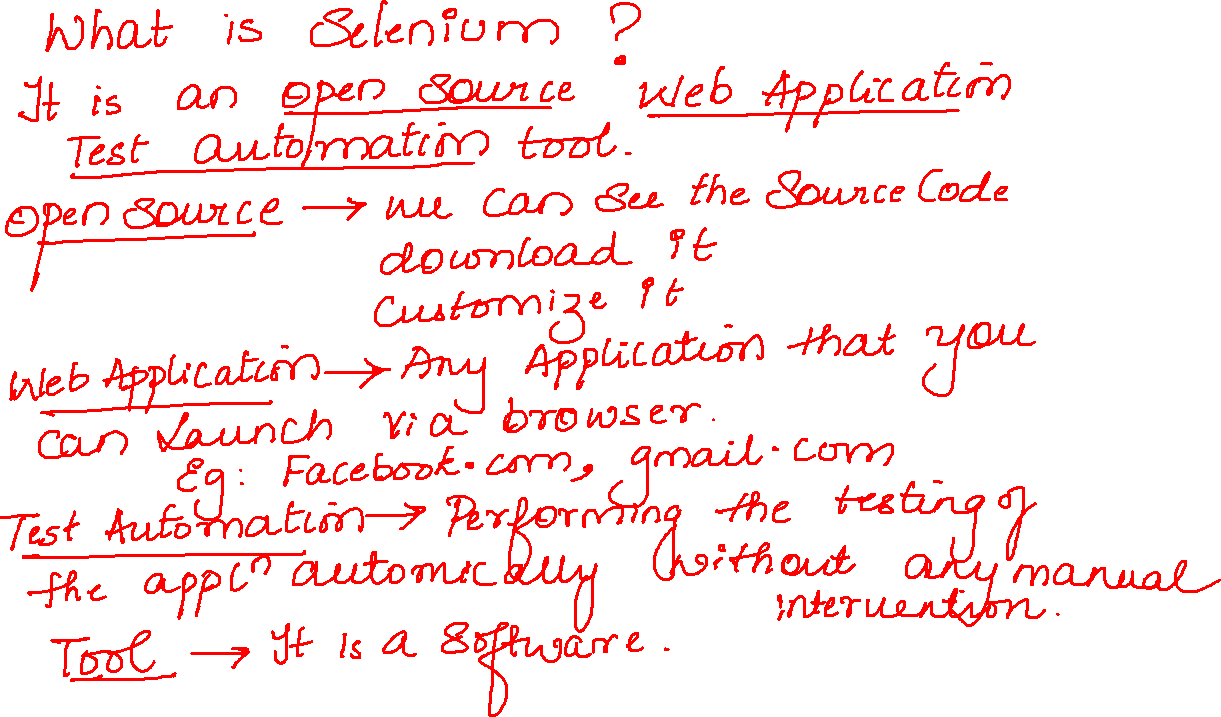 What is Selenium ?
It is an open source Web Application
Test automation tool.
open source → we can see the Source Code
download it
Customize it
Web Application → Any Application that you
can Launch via browser.
Eg: Facebook.com, gmail.com
Test Automation → Performing the testing of
the appln automically without any manual
intervention.
Tool → It is a software.